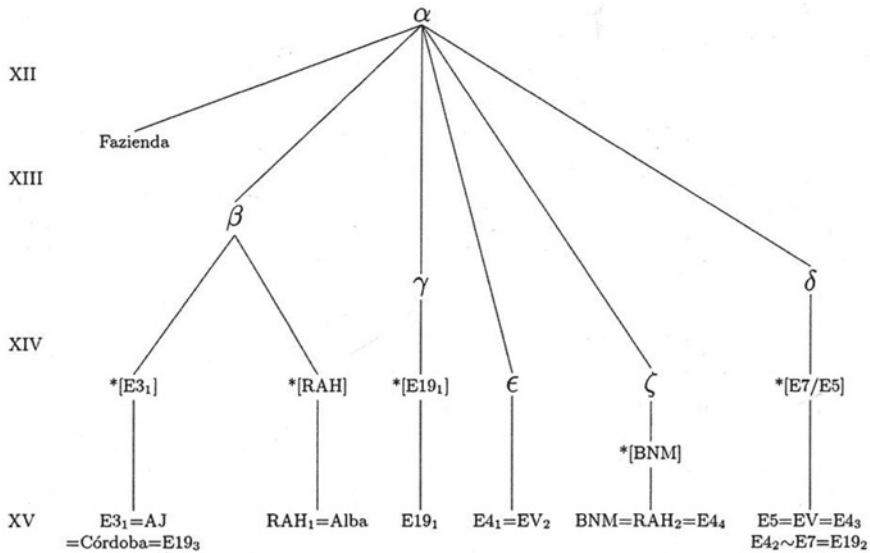 α
XII
Fazienda
XIII
β
γ
δ
XIV
*[E3₁] *[RAH] *[E19₁] ϵ ζ *[E7/E5]
*[BNM]
XV E3₁=AJ RAH₁=Alba E19₁ E4₁=EV₂ BNM=RAH₂=E4₄ E5=EV=E4₃
=Córdoba=E19₃ E4₂~E7=E19₂